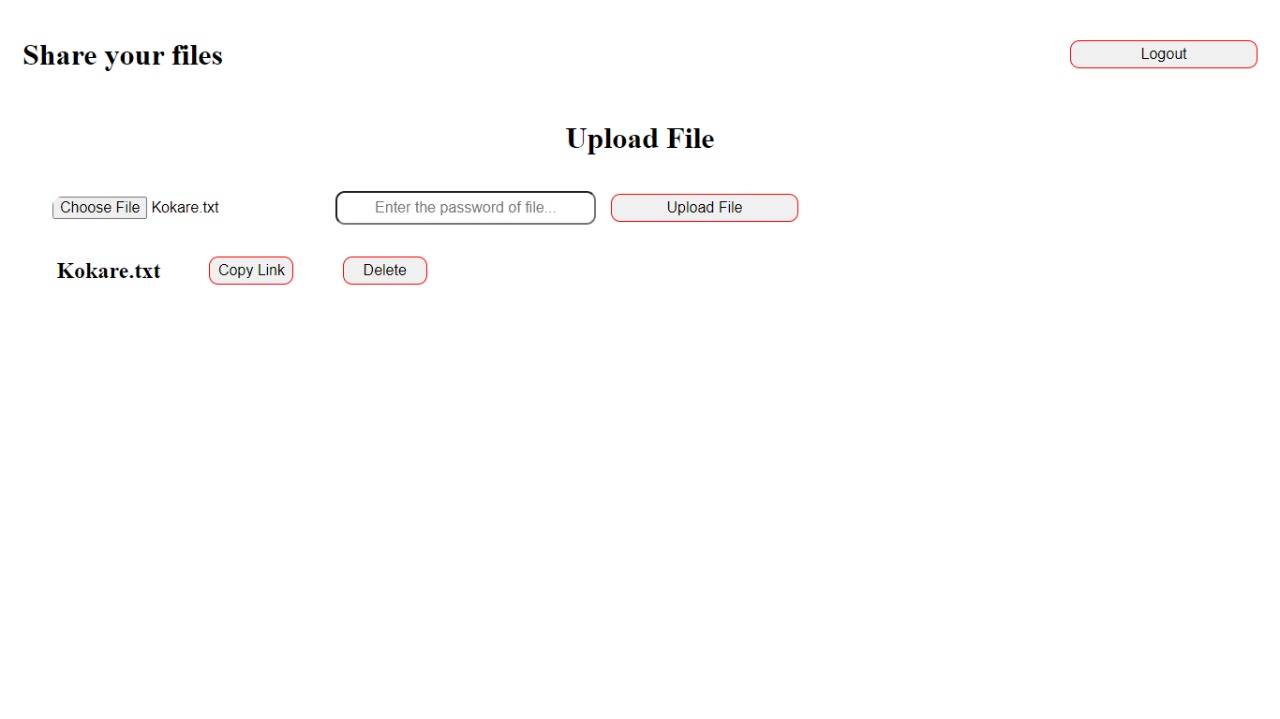 Share your files
Logout
Upload File
Choose File Kokare.txt
Enter the password of file...
Upload File
Kokare.txt
Copy Link
Delete